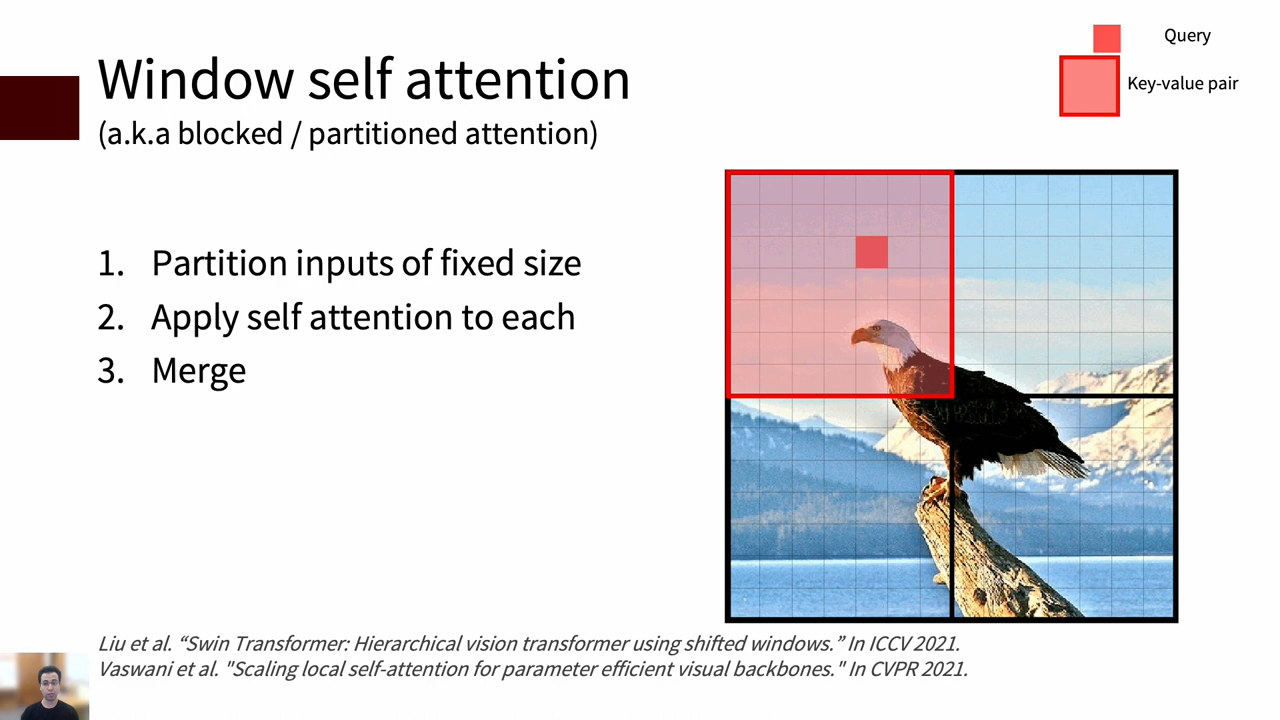 Window self attention
(a.k.a blocked / partitioned attention)
Query
Key-value pair
1. Partition inputs of fixed size
2. Apply self attention to each
3. Merge
Liu et al. “Swin Transformer: Hierarchical vision transformer using shifted windows.” In ICCV 2021.
Vaswani et al. "Scaling local self-attention for parameter efficient visual backbones." In CVPR 2021.